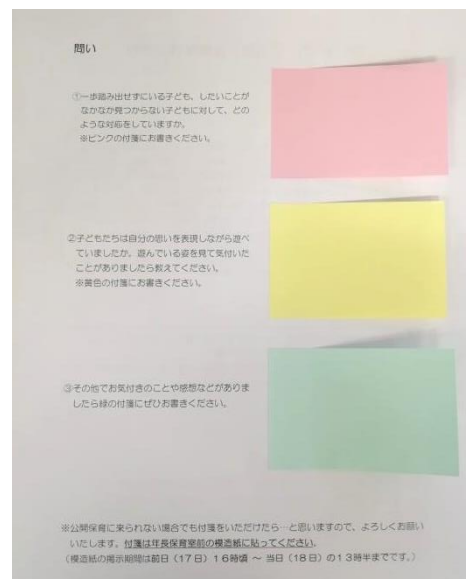 問い
①一歩踏み出せずにいる子ども、したいことが
なかなか見つからない子どもに対して、どの
ような対応をしていますか。
※ピンクの付箋にお書きください。
②子どもたちは自分の思いを表現しながら遊べ
ていましたか。遊んでいる姿を見て気付いた
ことがありましたら教えてください。
※黄色の付箋にお書きください。
③その他でお気付きのことや感想などがありま
したら緑の付箋にぜひお書きください。
※公開保育に来られない場合でも付箋をいただけたら…と思いますので、よろしくお願い
いたします。付箋は年長保育室前の模造紙に貼ってください。
（模造紙の掲示期間は前日（17日）16時頃 ～ 当日（18日）の13時半までです。）